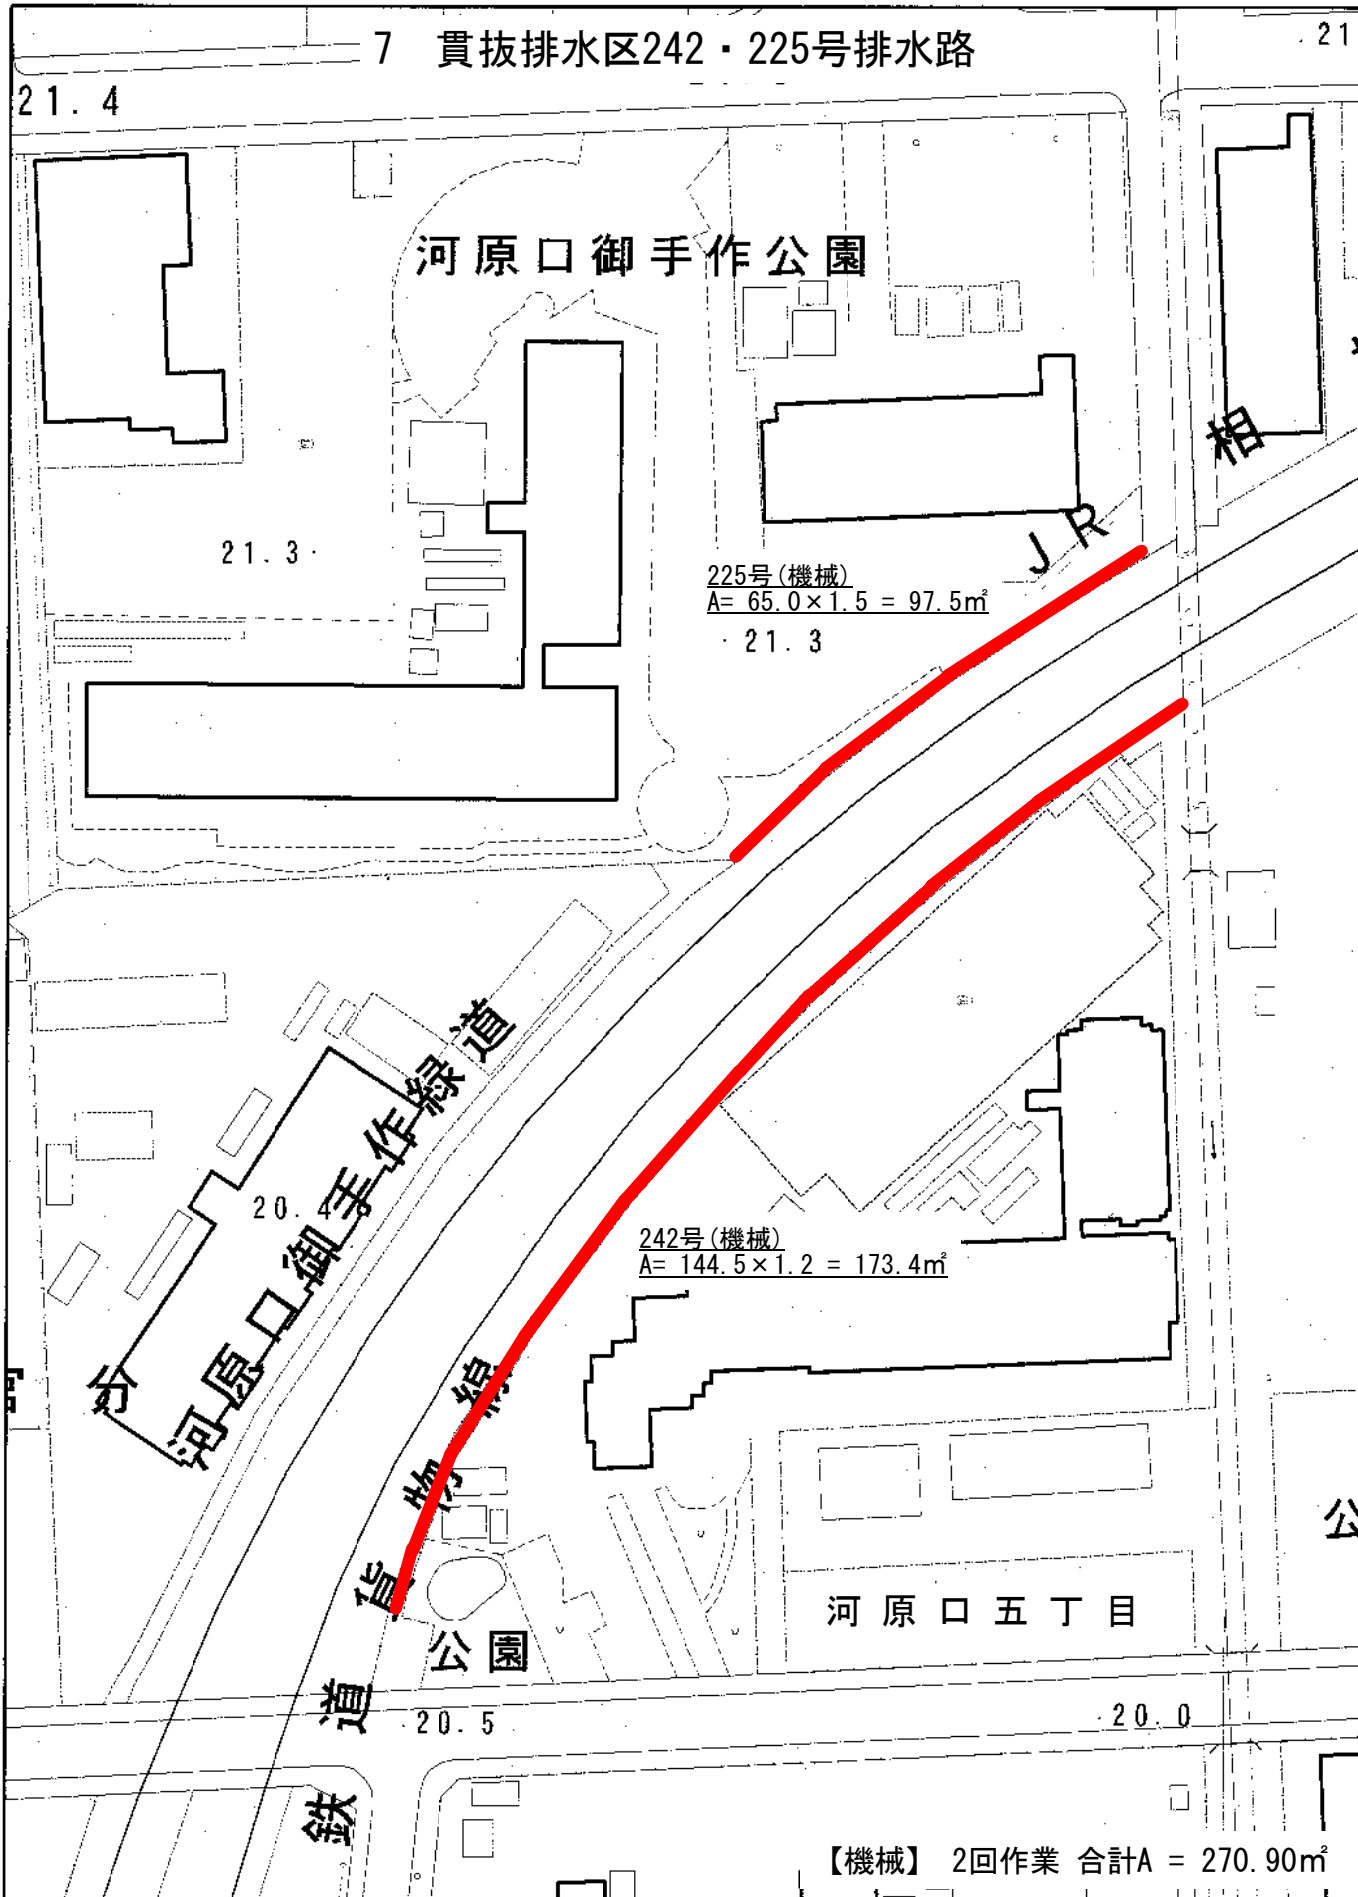 7　貫抜排水区242・225号排水路
21
21.4
河原口御手作公園
相
JR
21.3
225号(機械)
A= 65.0×1.5 = 97.5㎡
21.3
河原口御手作緑道
20.4
242号(機械)
A= 144.5×1.2 = 173.4㎡
分
鉄道貨物線
公
河原口五丁目
公園
20.5
20.0
【機械】 2回作業 合計A = 270.90㎡